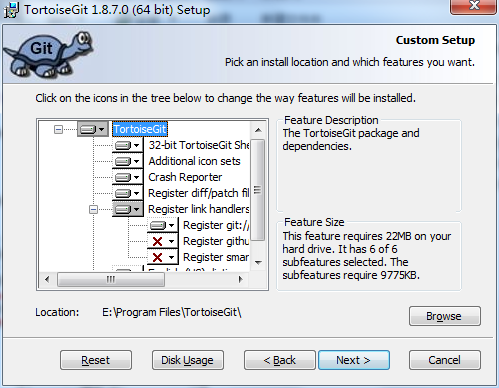 TortoiseGit 1.8.7.0 (64 bit) Setup
Git
Custom Setup
Pick an install location and which features you want.
Click on the icons in the tree below to change the way features will be installed.
TortoiseGit
32-bit TortoiseGit She
Additional icon sets
Crash Reporter
Register diff/patch fil
Register link handlers
Register git://
Register githu
Register smar
Feature Description
The TortoiseGit package and
dependencies.
Feature Size
This feature requires 22MB on your
hard drive. It has 6 of 6
subfeatures selected. The
subfeatures require 9775KB.
Location: E:\Program Files\TortoiseGit\
Browse
Reset
Disk Usage
< Back
Next >
Cancel